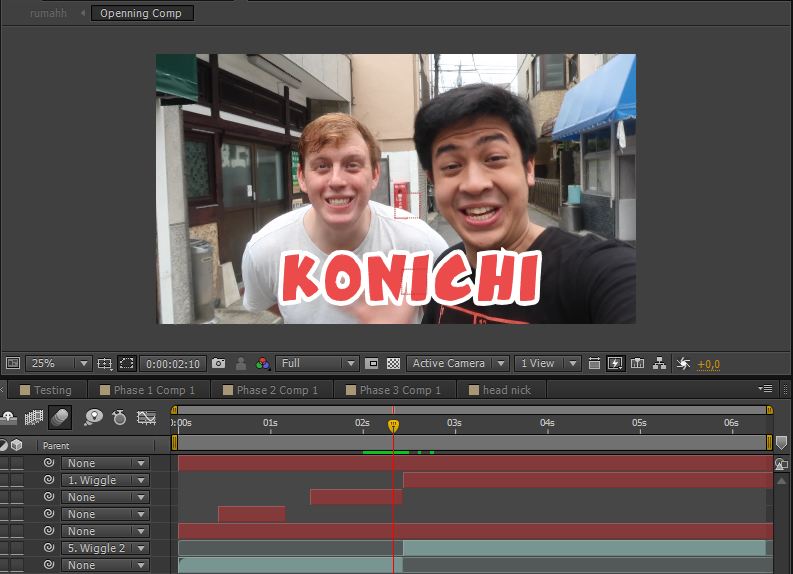 rumahh Openning Comp
KONICHI
25% 0:00:02:10 Full Active Camera 1 View +0,0
Testing Phase 1 Comp 1 Phase 2 Comp 1 Phase 3 Comp 1 head nick
:00s 01s 02s 03s 04s 05s 06s
Parent
None
1. Wiggle
None
None
None
5. Wiggle 2
None